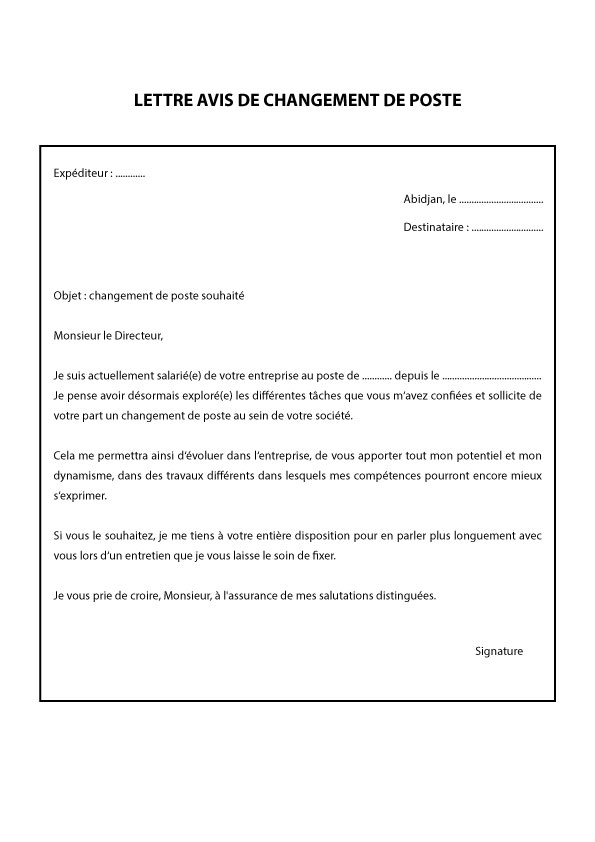 LETTRE AVIS DE CHANGEMENT DE POSTE
Expéditeur : ............
Abidjan, le ..................................
Destinataire : .............................
Objet : changement de poste souhaité
Monsieur le Directeur,
Je suis actuellement salarié(e) de votre entreprise au poste de ............ depuis le ........................................
Je pense avoir désormais exploré(e) les différentes tâches que vous m’avez confiées et sollicite de
votre part un changement de poste au sein de votre société.
Cela me permettra ainsi d’évoluer dans l’entreprise, de vous apporter tout mon potentiel et mon
dynamisme, dans des travaux différents dans lesquels mes compétences pourront encore mieux
s’exprimer.
Si vous le souhaitez, je me tiens à votre entière disposition pour en parler plus longuement avec
vous lors d’un entretien que je vous laisse le soin de fixer.
Je vous prie de croire, Monsieur, à l'assurance de mes salutations distinguées.
Signature